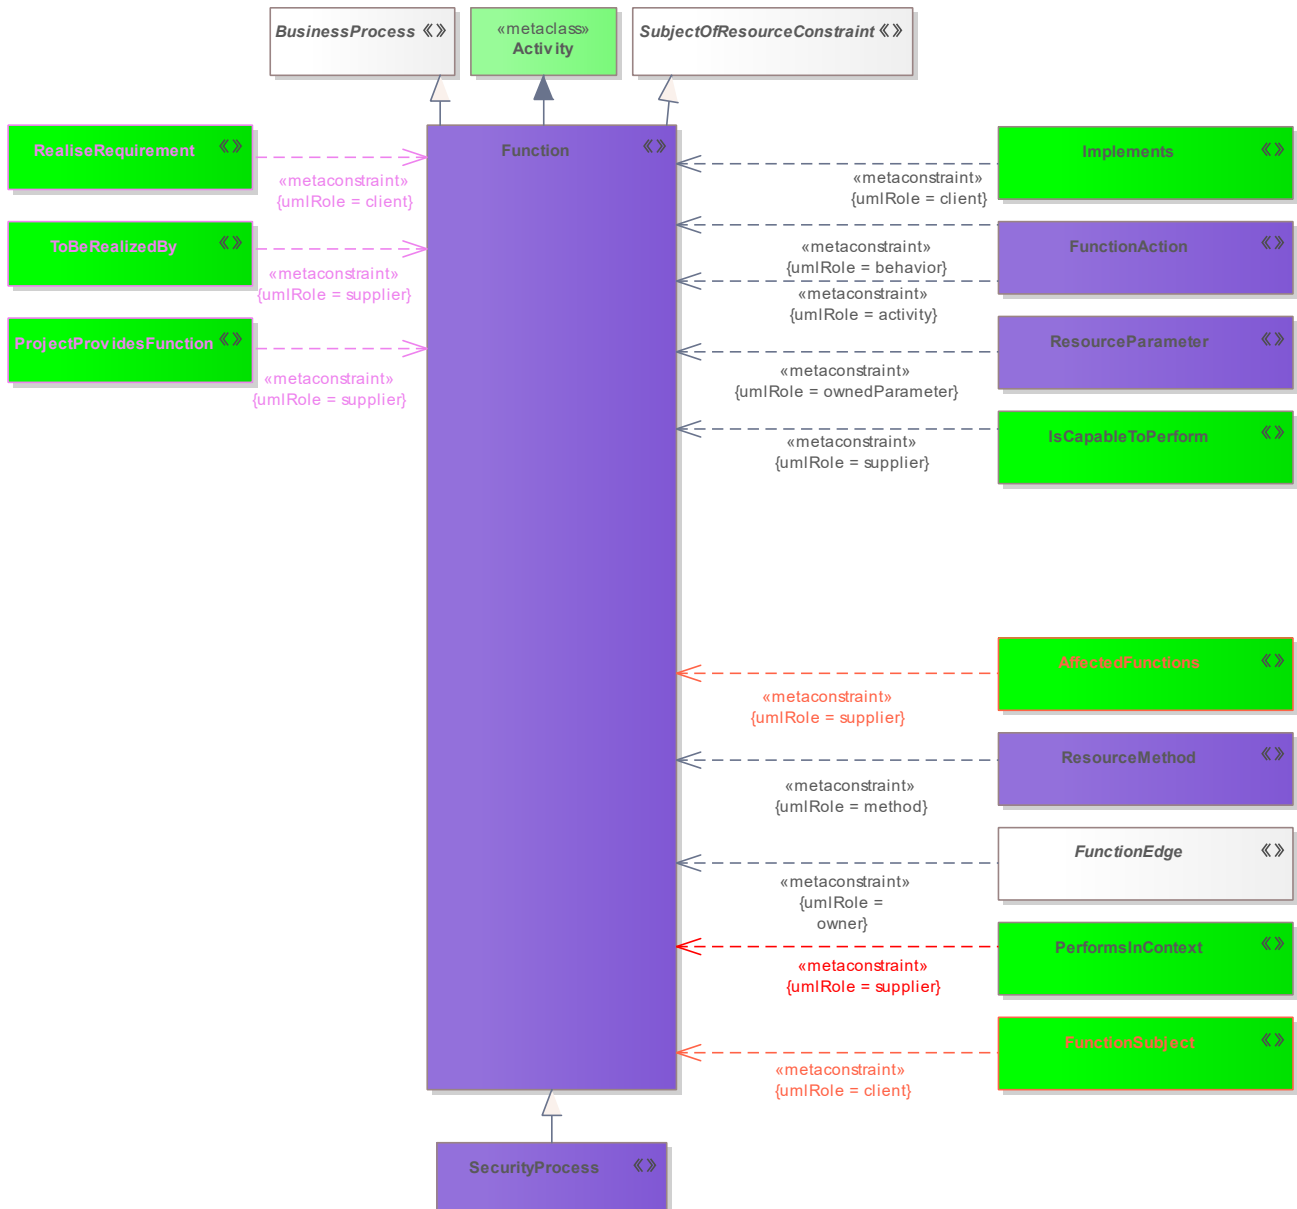 BusinessProcess «»
«metaclass»
Activity
SubjectOfResourceConstraint «»
Function «»
RealiseRequirement «»
«metaconstraint»
{umlRole = client}
ToBeRealizedBy «»
«metaconstraint»
{umlRole = supplier}
ProjectProvidesFunction «»
«metaconstraint»
{umlRole = supplier}
Implements «»
«metaconstraint»
{umlRole = client}
FunctionAction «»
«metaconstraint»
{umlRole = behavior}
«metaconstraint»
{umlRole = activity}
ResourceParameter «»
«metaconstraint»
{umlRole = ownedParameter}
IsCapableToPerform «»
«metaconstraint»
{umlRole = supplier}
AffectedFunctions «»
«metaconstraint»
{umlRole = supplier}
ResourceMethod «»
«metaconstraint»
{umlRole = method}
FunctionEdge «»
«metaconstraint»
{umlRole =
owner}
PerformsInContext «»
«metaconstraint»
{umlRole = supplier}
FunctionSubject «»
«metaconstraint»
{umlRole = client}
SecurityProcess «»